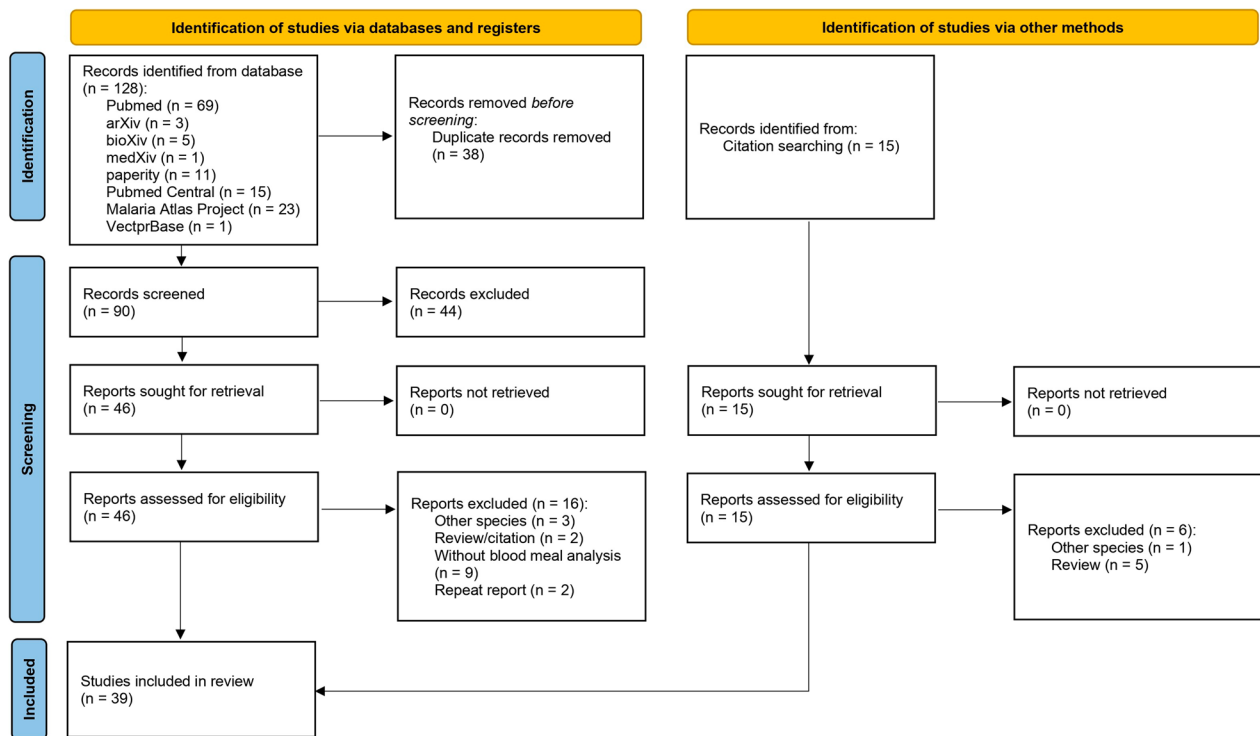 Identification of studies via databases and registers
Identification of studies via other methods
Identification
Records identified from database
(n = 128):
Pubmed (n = 69)
arXiv (n = 3)
bioXiv (n = 5)
medXiv (n = 1)
paperity (n = 11)
Pubmed Central (n = 15)
Malaria Atlas Project (n = 23)
VectprBase (n = 1)
Records removed before
screening:
Duplicate records removed
(n = 38)
Records identified from:
Citation searching (n = 15)
Screening
Records screened
(n = 90)
Records excluded
(n = 44)
Reports sought for retrieval
(n = 46)
Reports not retrieved
(n = 0)
Reports sought for retrieval
(n = 15)
Reports not retrieved
(n = 0)
Reports assessed for eligibility
(n = 46)
Reports excluded (n = 16):
Other species (n = 3)
Review/citation (n = 2)
Without blood meal analysis
(n = 9)
Repeat report (n = 2)
Reports assessed for eligibility
(n = 15)
Reports excluded (n = 6):
Other species (n = 1)
Review (n = 5)
Included
Studies included in review
(n = 39)